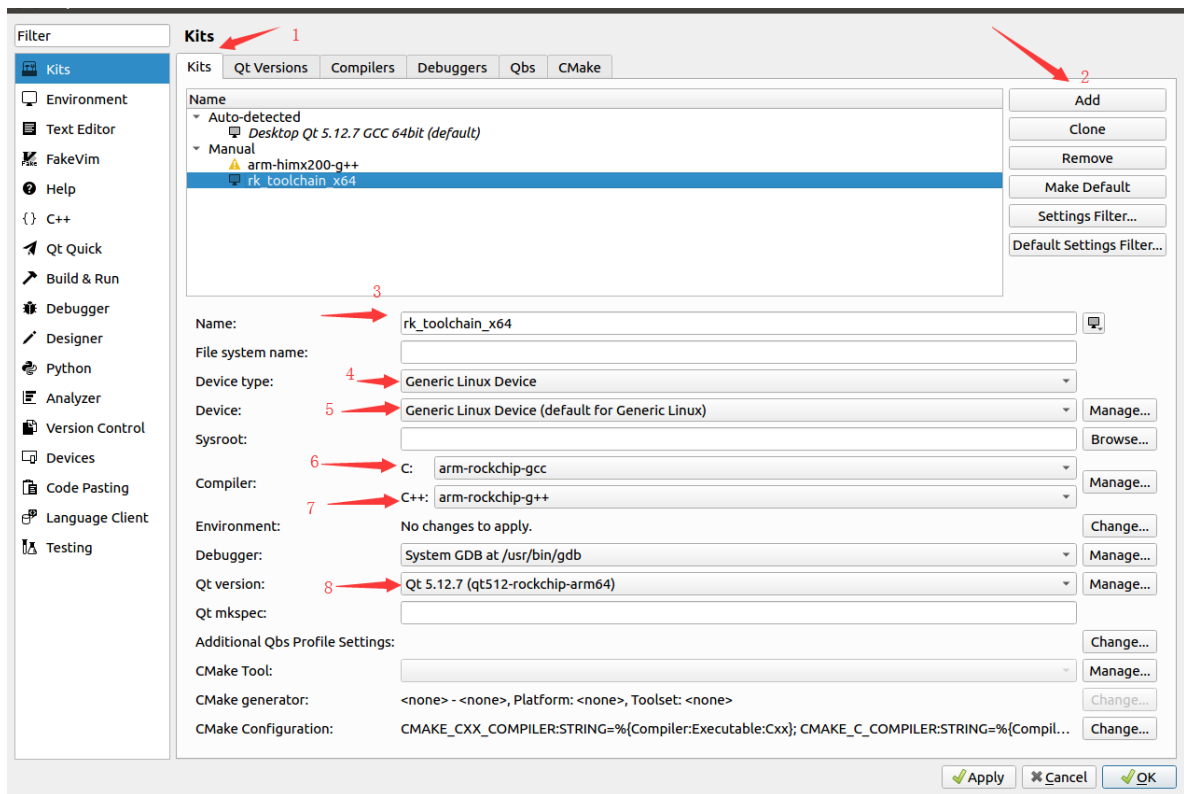 Filter
Kits
Environment
Text Editor
FakeVim
Help
{} C++
Qt Quick
Build & Run
Debugger
Designer
Python
Analyzer
Version Control
Devices
Code Pasting
Language Client
Testing
Kits 1
Kits Qt Versions Compilers Debuggers Qbs CMake
2
Name
Auto-detected
Desktop Qt 5.12.7 GCC 64bit (default)
Manual
arm-himx200-g++
rk_toolchain_x64
Add
Clone
Remove
Make Default
Settings Filter...
Default Settings Filter...
3
Name: rk_toolchain_x64
File system name:
Device type: 4 Generic Linux Device
Device: 5 Generic Linux Device (default for Generic Linux) Manage...
Sysroot: Browse...
6 C: arm-rockchip-gcc
Compiler: Manage...
7 C++: arm-rockchip-g++
Environment: No changes to apply. Change...
Debugger: System GDB at /usr/bin/gdb Manage...
Qt version: 8 Qt 5.12.7 (qt512-rockchip-arm64) Manage...
Qt mkspec:
Additional Qbs Profile Settings: Change...
CMake Tool: Manage...
CMake generator: <none> - <none>, Platform: <none>, Toolset: <none> Change...
CMake Configuration: CMAKE_CXX_COMPILER:STRING=%{Compiler:Executable:Cxx}; CMAKE_C_COMPILER:STRING=%{Compil... Change...
Apply Cancel OK